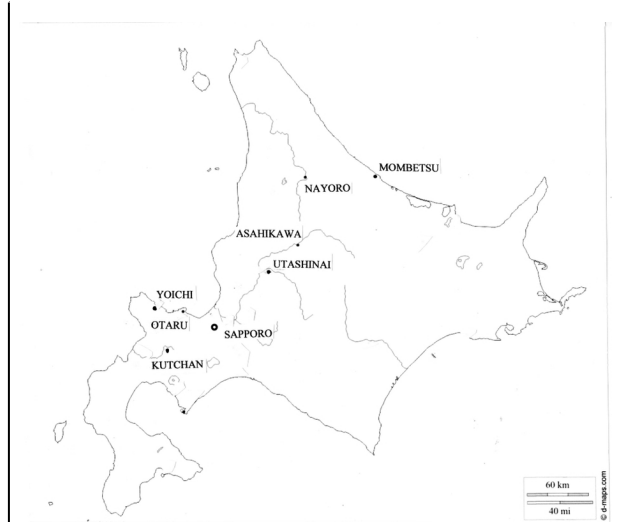 MOMBETSU
NAYORO
ASAHIKAWA
UTASHINAI
YOICHI
OTARU
SAPPORO
KUTCHAN
60 km
40 mi
© d-maps.com